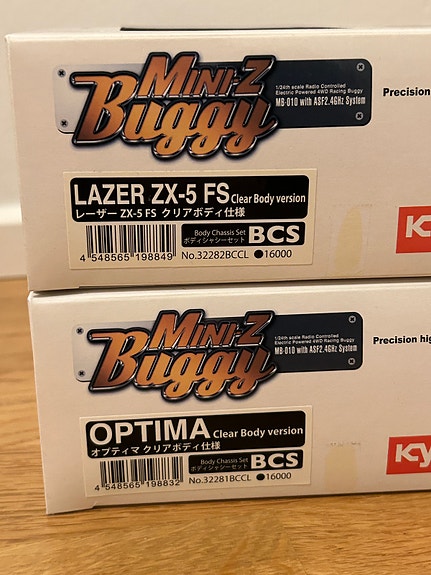 MINI-Z
Buggy
1/24th scale Radio Controlled
Electric Powered 4WD Racing Buggy
MB-010 with ASF2.4GHz System
Precision
LAZER ZX-5 FS Clear Body version
レーザー ZX-5 FS クリアボディ仕様
Body Chassis Set
ボディシャシーセット
BCS
4 548565 198849
No.32282BCCL ●16000
K
MINI-Z
Buggy
1/24th scale Radio Controlled
Electric Powered 4WD Racing Buggy
MB-010 with ASF2.4GHz System
Precision hig
OPTIMA Clear Body version
オプティマ クリアボディ仕様
Body Chassis Set
ボディシャシーセット
BCS
4 548565 198832
No.32281BCCL ●16000
Ky